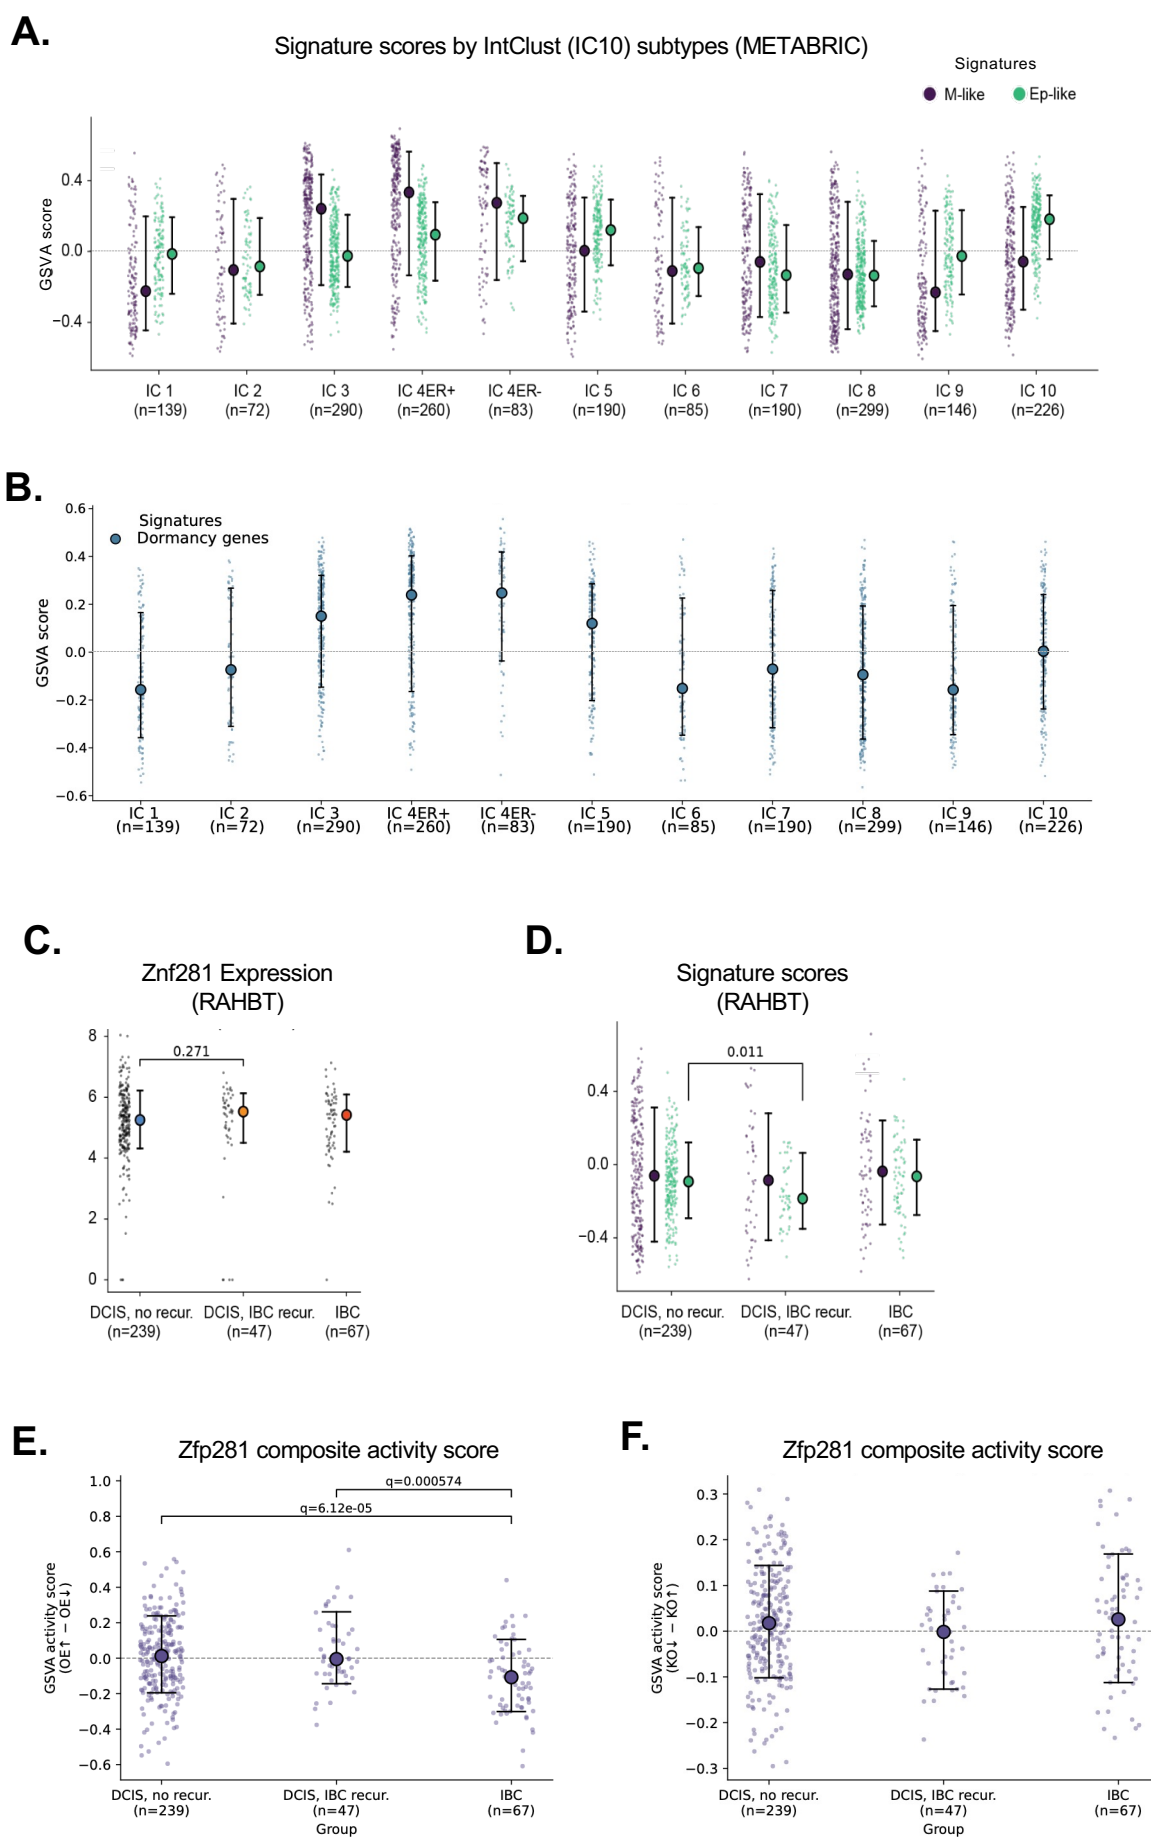 A.
Signature scores by IntClust (IC10) subtypes (METABRIC)
Signatures
M-like
Ep-like
GSVA score
0.4
0.0
−0.4
IC 1 IC 2 IC 3 IC 4ER+ IC 4ER- IC 5 IC 6 IC 7 IC 8 IC 9 IC 10
(n=139) (n=72) (n=290) (n=260) (n=83) (n=190) (n=85) (n=190) (n=299) (n=146) (n=226)
B.
Signatures
Dormancy genes
GSVA score
0.6
0.4
0.2
0.0
−0.2
−0.4
−0.6
IC 1 IC 2 IC 3 IC 4ER+ IC 4ER- IC 5 IC 6 IC 7 IC 8 IC 9 IC 10
(n=139) (n=72) (n=290) (n=260) (n=83) (n=190) (n=85) (n=190) (n=299) (n=146) (n=226)
C.
Znf281 Expression
(RAHBT)
0.271
8
6
4
2
0
DCIS, no recur. DCIS, IBC recur. IBC
(n=239) (n=47) (n=67)
D.
Signature scores
(RAHBT)
0.011
0.4
0.0
−0.4
DCIS, no recur. DCIS, IBC recur. IBC
(n=239) (n=47) (n=67)
E.
Zfp281 composite activity score
q=0.000574
q=6.12e-05
GSVA activity score
(OE↑ − OE↓)
1.0
0.8
0.6
0.4
0.2
0.0
−0.2
−0.4
−0.6
DCIS, no recur. DCIS, IBC recur. IBC
(n=239) (n=47) (n=67)
Group
F.
Zfp281 composite activity score
GSVA activity score
(KO↓ − KO↑)
0.3
0.2
0.1
0.0
−0.1
−0.2
−0.3
DCIS, no recur. DCIS, IBC recur. IBC
(n=239) (n=47) (n=67)
Group